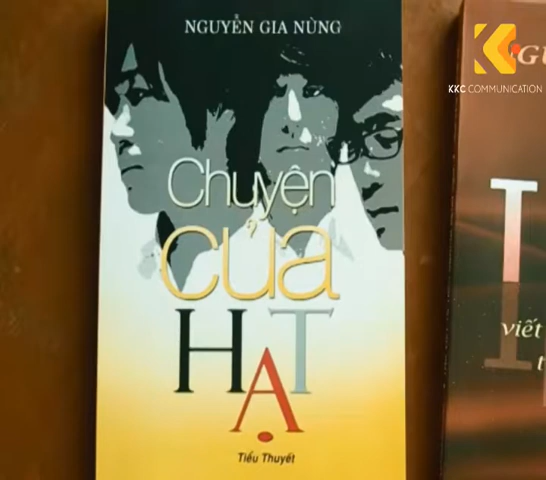 NGUYỄN GIA NÙNG
Chuyện
của
HẠT
Tiểu Thuyết
KKC COMMUNICATION
viết